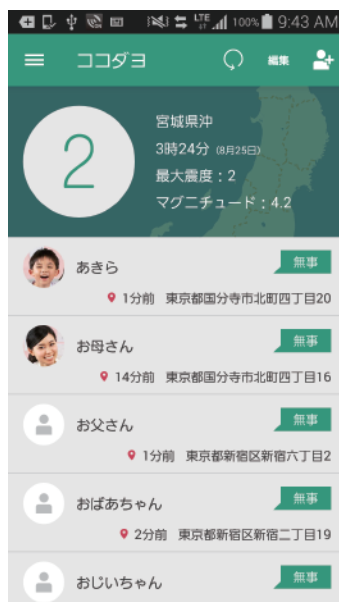 LTE 100% 9:43 AM
ココダヨ 編集
2
宮城県沖
3時24分 (8月25日)
最大震度:2
マグニチュード:4.2
あきら 無事
1分前 東京都国分寺市北町四丁目20
お母さん 無事
14分前 東京都国分寺市北町四丁目16
お父さん 無事
1分前 東京都新宿区新宿六丁目2
おばあちゃん 無事
2分前 東京都新宿区新宿二丁目19
おじいちゃん 無事